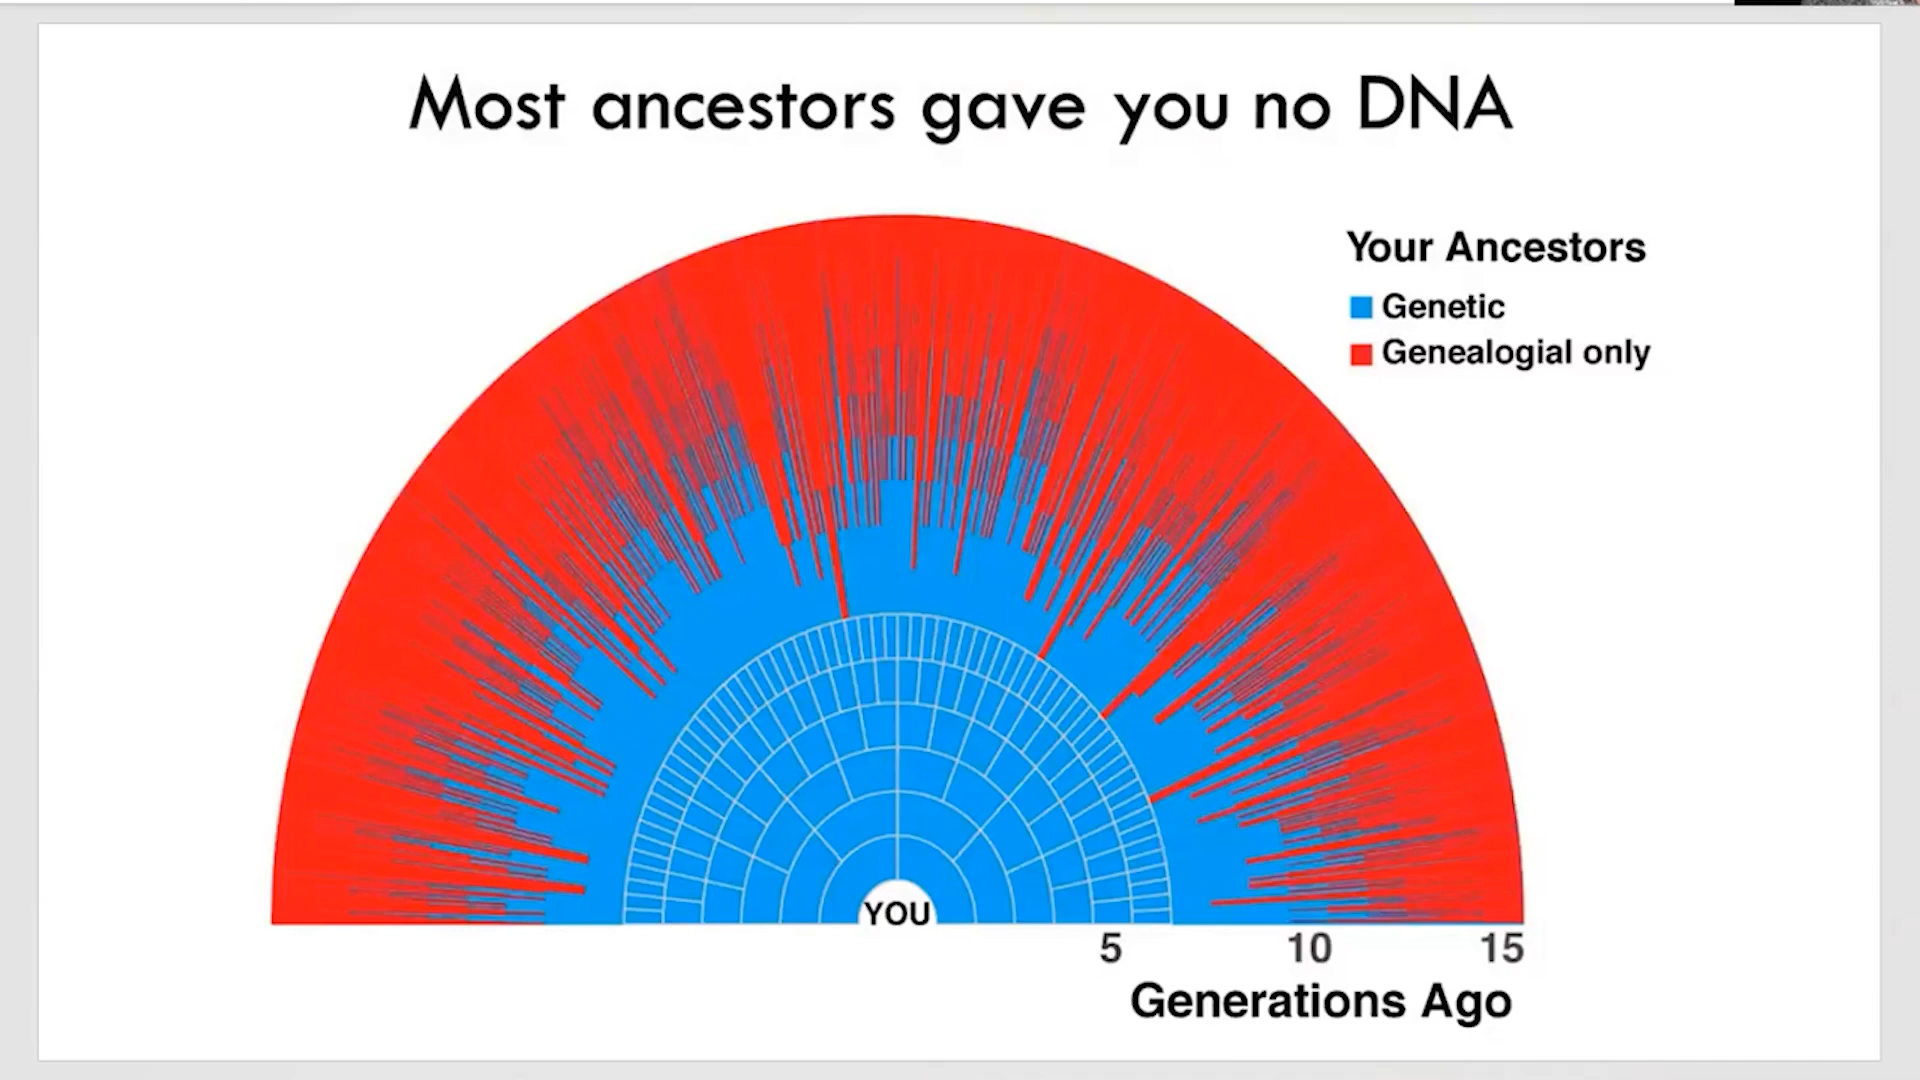 Most ancestors gave you no DNA
Your Ancestors
Genetic
Genealogial only
YOU
5 10 15
Generations Ago